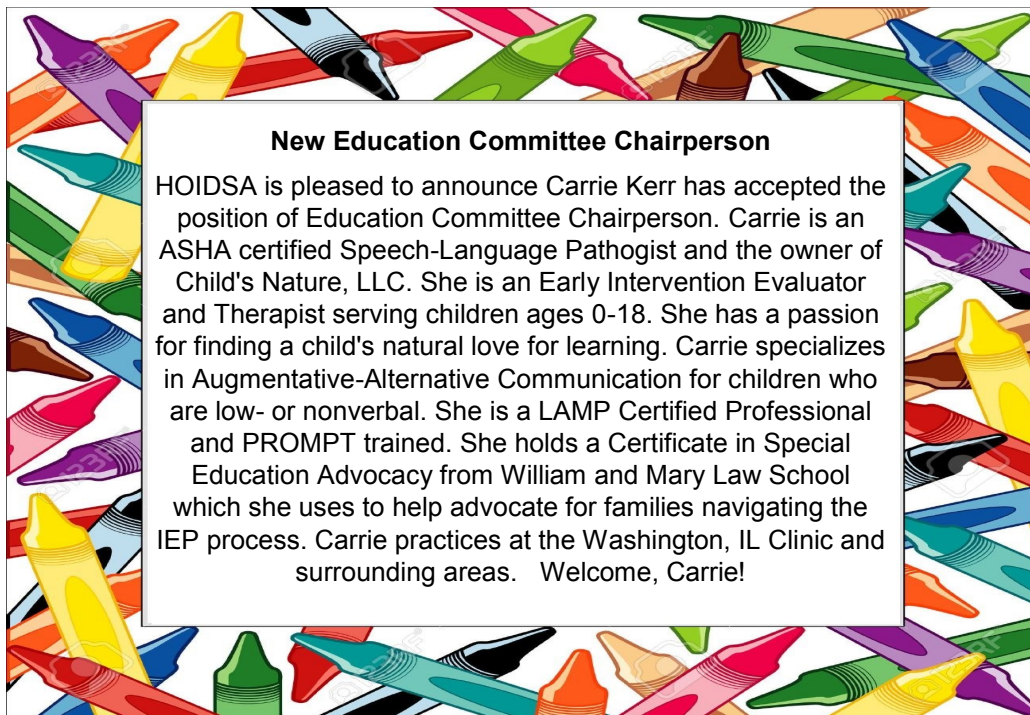 New Education Committee Chairperson
HOIDSA is pleased to announce Carrie Kerr has accepted the
position of Education Committee Chairperson. Carrie is an
ASHA certified Speech-Language Pathogist and the owner of
Child's Nature, LLC. She is an Early Intervention Evaluator
and Therapist serving children ages 0-18. She has a passion
for finding a child's natural love for learning. Carrie specializes
in Augmentative-Alternative Communication for children who
are low- or nonverbal. She is a LAMP Certified Professional
and PROMPT trained. She holds a Certificate in Special
Education Advocacy from William and Mary Law School
which she uses to help advocate for families navigating the
IEP process. Carrie practices at the Washington, IL Clinic and
surrounding areas.   Welcome, Carrie!